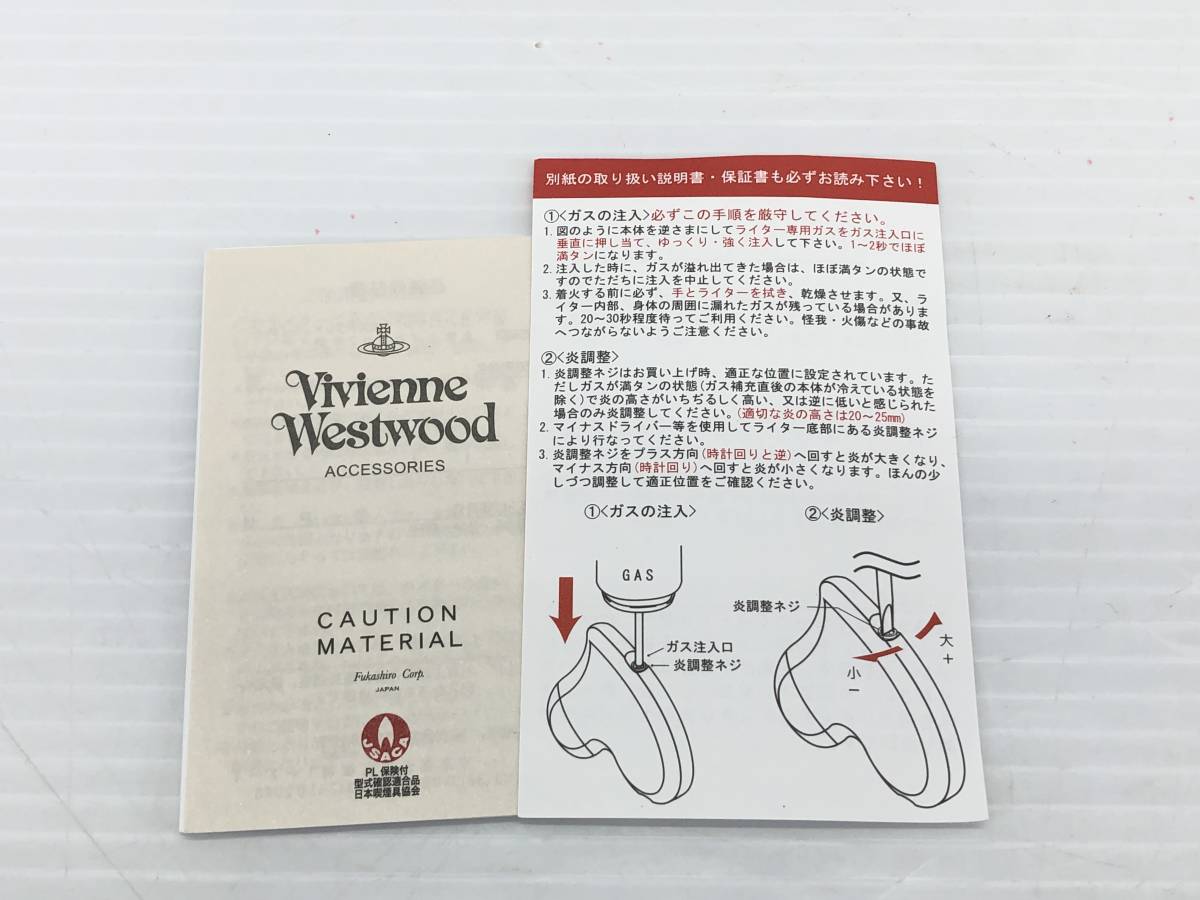 Vivienne
Westwood
ACCESSORIES
CAUTION
MATERIAL
Fukashiro Corp.
JAPAN
JSACA
PL保険付
型式確認適合品
日本喫煙具協会
別紙の取り扱い説明書・保証書も必ずお読み下さい！
①<ガスの注入>必ずこの手順を厳守してください。
1. 図のように本体を逆さまにしてライター専用ガスをガス注入口に
垂直に押し当て、ゆっくり・強く注入して下さい。1〜2秒でほぼ
満タンになります。
2. 注入した時に、ガスが溢れ出てきた場合は、ほぼ満タンの状態で
すのでただちに注入を中止してください。
3. 着火する前に必ず、手とライターを拭き、乾燥させます。又、ラ
イター内部、身体の周囲に漏れたガスが残っている場合がありま
す。20〜30秒程度待ってご利用ください。怪我・火傷などの事故
へつながらないようご注意ください。
②<炎調整>
1. 炎調整ネジはお買い上げ時、適正な位置に設定されています。た
だしガスが満タンの状態(ガス補充直後の本体が冷えている状態を
除く)で炎の高さがいちぢるしく高い、又は逆に低いと感じられた
場合のみ炎調整してください。(適切な炎の高さは20〜25mm)
2. マイナスドライバー等を使用してライター底部にある炎調整ネジ
により行なってください。
3. 炎調整ネジをプラス方向(時計回りと逆)へ回すと炎が大きくなり、
マイナス方向(時計回り)へ回すと炎が小さくなります。ほんの少
しづつ調整して適正位置をご確認ください。
①<ガスの注入>
GAS
ガス注入口
炎調整ネジ
②<炎調整>
炎調整ネジ
大
+
小
−